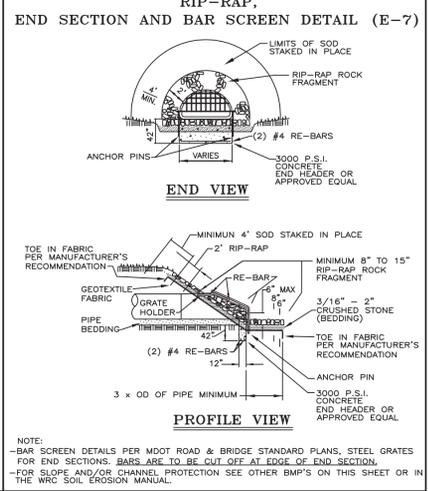 RIP-RAP,
END SECTION AND BAR SCREEN DETAIL (E-7)
LIMITS OF SOD
STAKED IN PLACE
RIP-RAP ROCK
FRAGMENT
4'
MIN.
2'
42"
(2) #4 RE-BARS
ANCHOR PINS
VARIES
3000 P.S.I.
CONCRETE
END HEADER OR
APPROVED EQUAL
END VIEW
MINIMUN 4' SOD STAKED IN PLACE
TOE IN FABRIC
PER MANUFACTURER'S
RECOMMENDATION
2' RIP-RAP
MINIMUM 8" TO 15"
RIP-RAP ROCK
FRAGMENT
RE-BAR
6" MAX
GEOTEXTILE
FABRIC
8"
6"
GRATE
HOLDER
3/16" - 2"
CRUSHED STONE
(BEDDING)
PIPE
BEDDING
42"
TOE IN FABRIC
PER MANUFACTURER'S
RECOMMENDATION
(2) #4 RE-BARS
12"
ANCHOR PIN
3 x OD OF PIPE MINIMUM
3000 P.S.I.
CONCRETE
END HEADER OR
APPROVED EQUAL
PROFILE VIEW
NOTE:
-BAR SCREEN DETAILS PER MDOT ROAD & BRIDGE STANDARD PLANS, STEEL GRATES
FOR END SECTIONS. BARS ARE TO BE CUT OFF AT EDGE OF END SECTION.
-FOR SLOPE AND/OR CHANNEL PROTECTION SEE OTHER BMP'S ON THIS SHEET OR IN
THE WRC SOIL EROSION MANUAL.